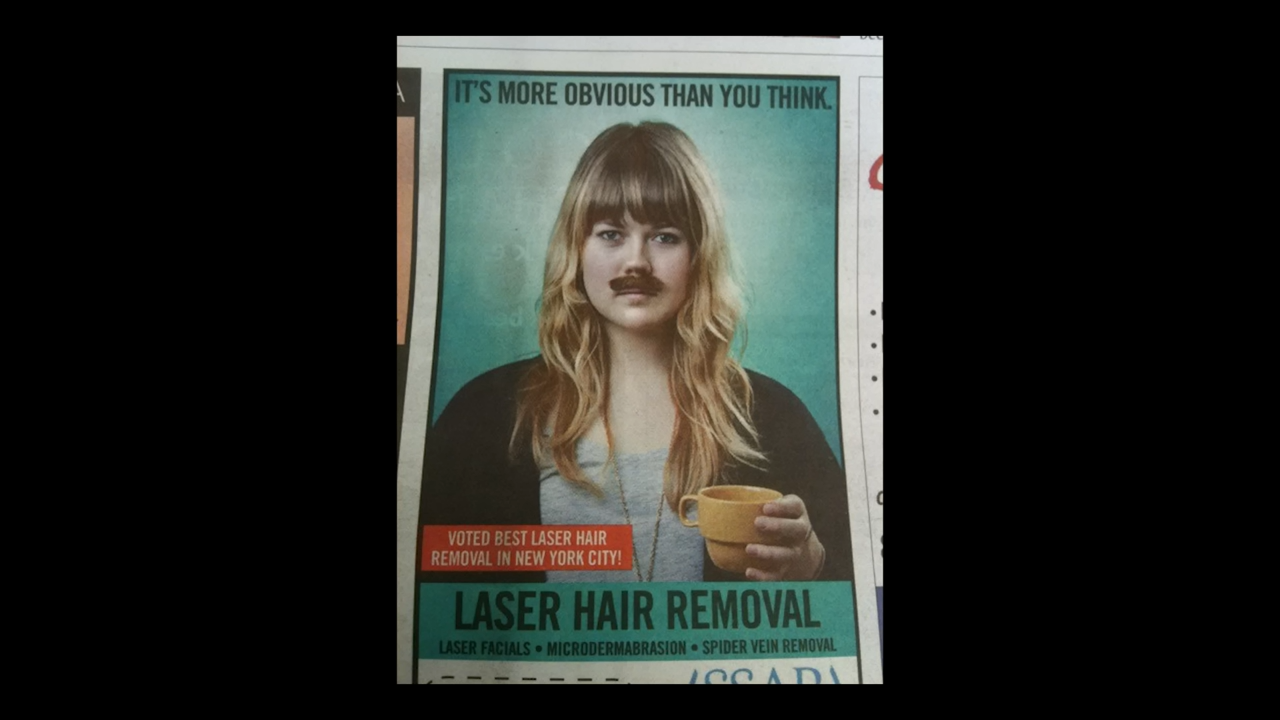 IT'S MORE OBVIOUS THAN YOU THINK.
VOTED BEST LASER HAIR
REMOVAL IN NEW YORK CITY!
LASER HAIR REMOVAL
LASER FACIALS • MICRODERMABRASION • SPIDER VEIN REMOVAL